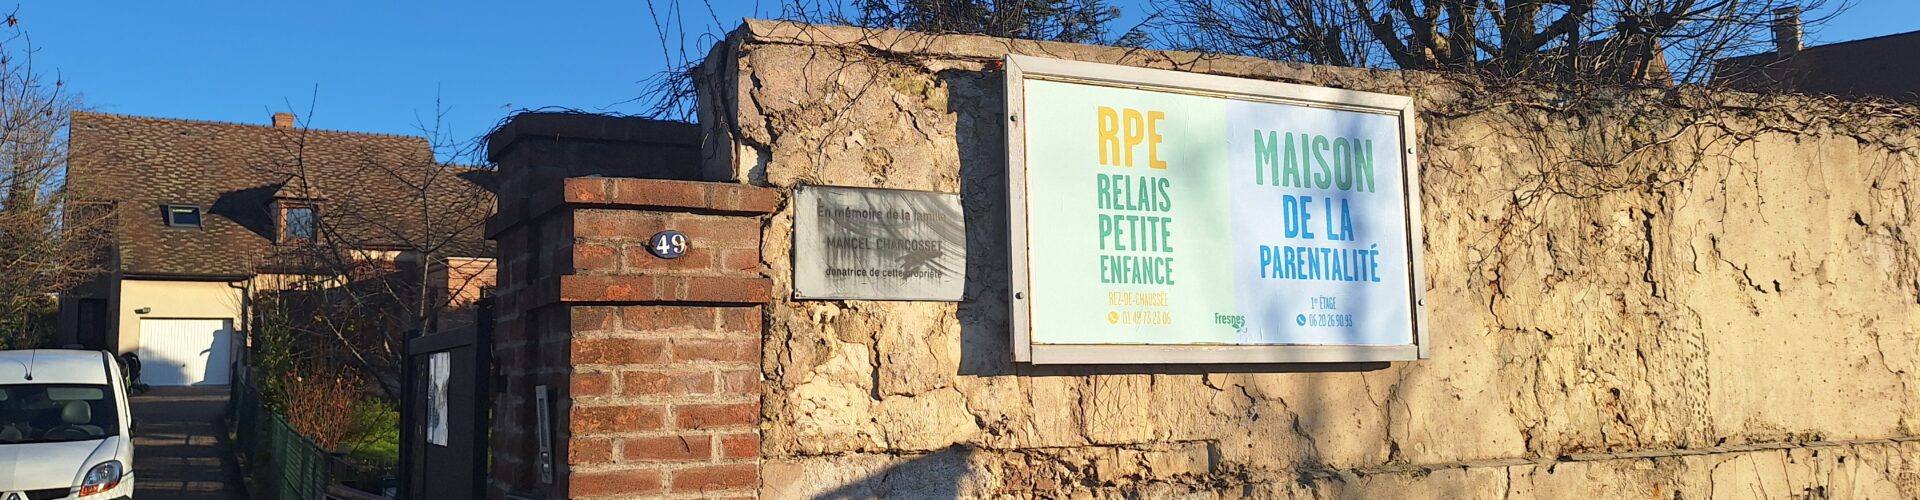 49
En mémoire de la famille
MANCEL CHARCOSSET
donatrice de cette propriété
RPE
RELAIS
PETITE
ENFANCE
REZ-DE-CHAUSSÉE
01 49 73 23 06
Fresnes
MAISON
DE LA
PARENTALITÉ
1er ÉTAGE
06 20 26 90 93